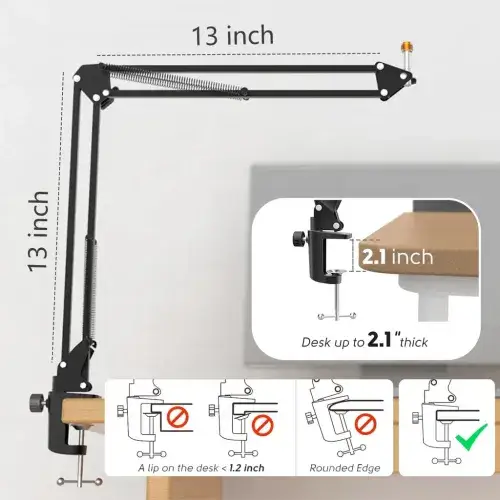 13 inch
13 inch
2.1 inch
Desk up to 2.1" thick
A lip on the desk < 1.2 inch
Rounded Edge